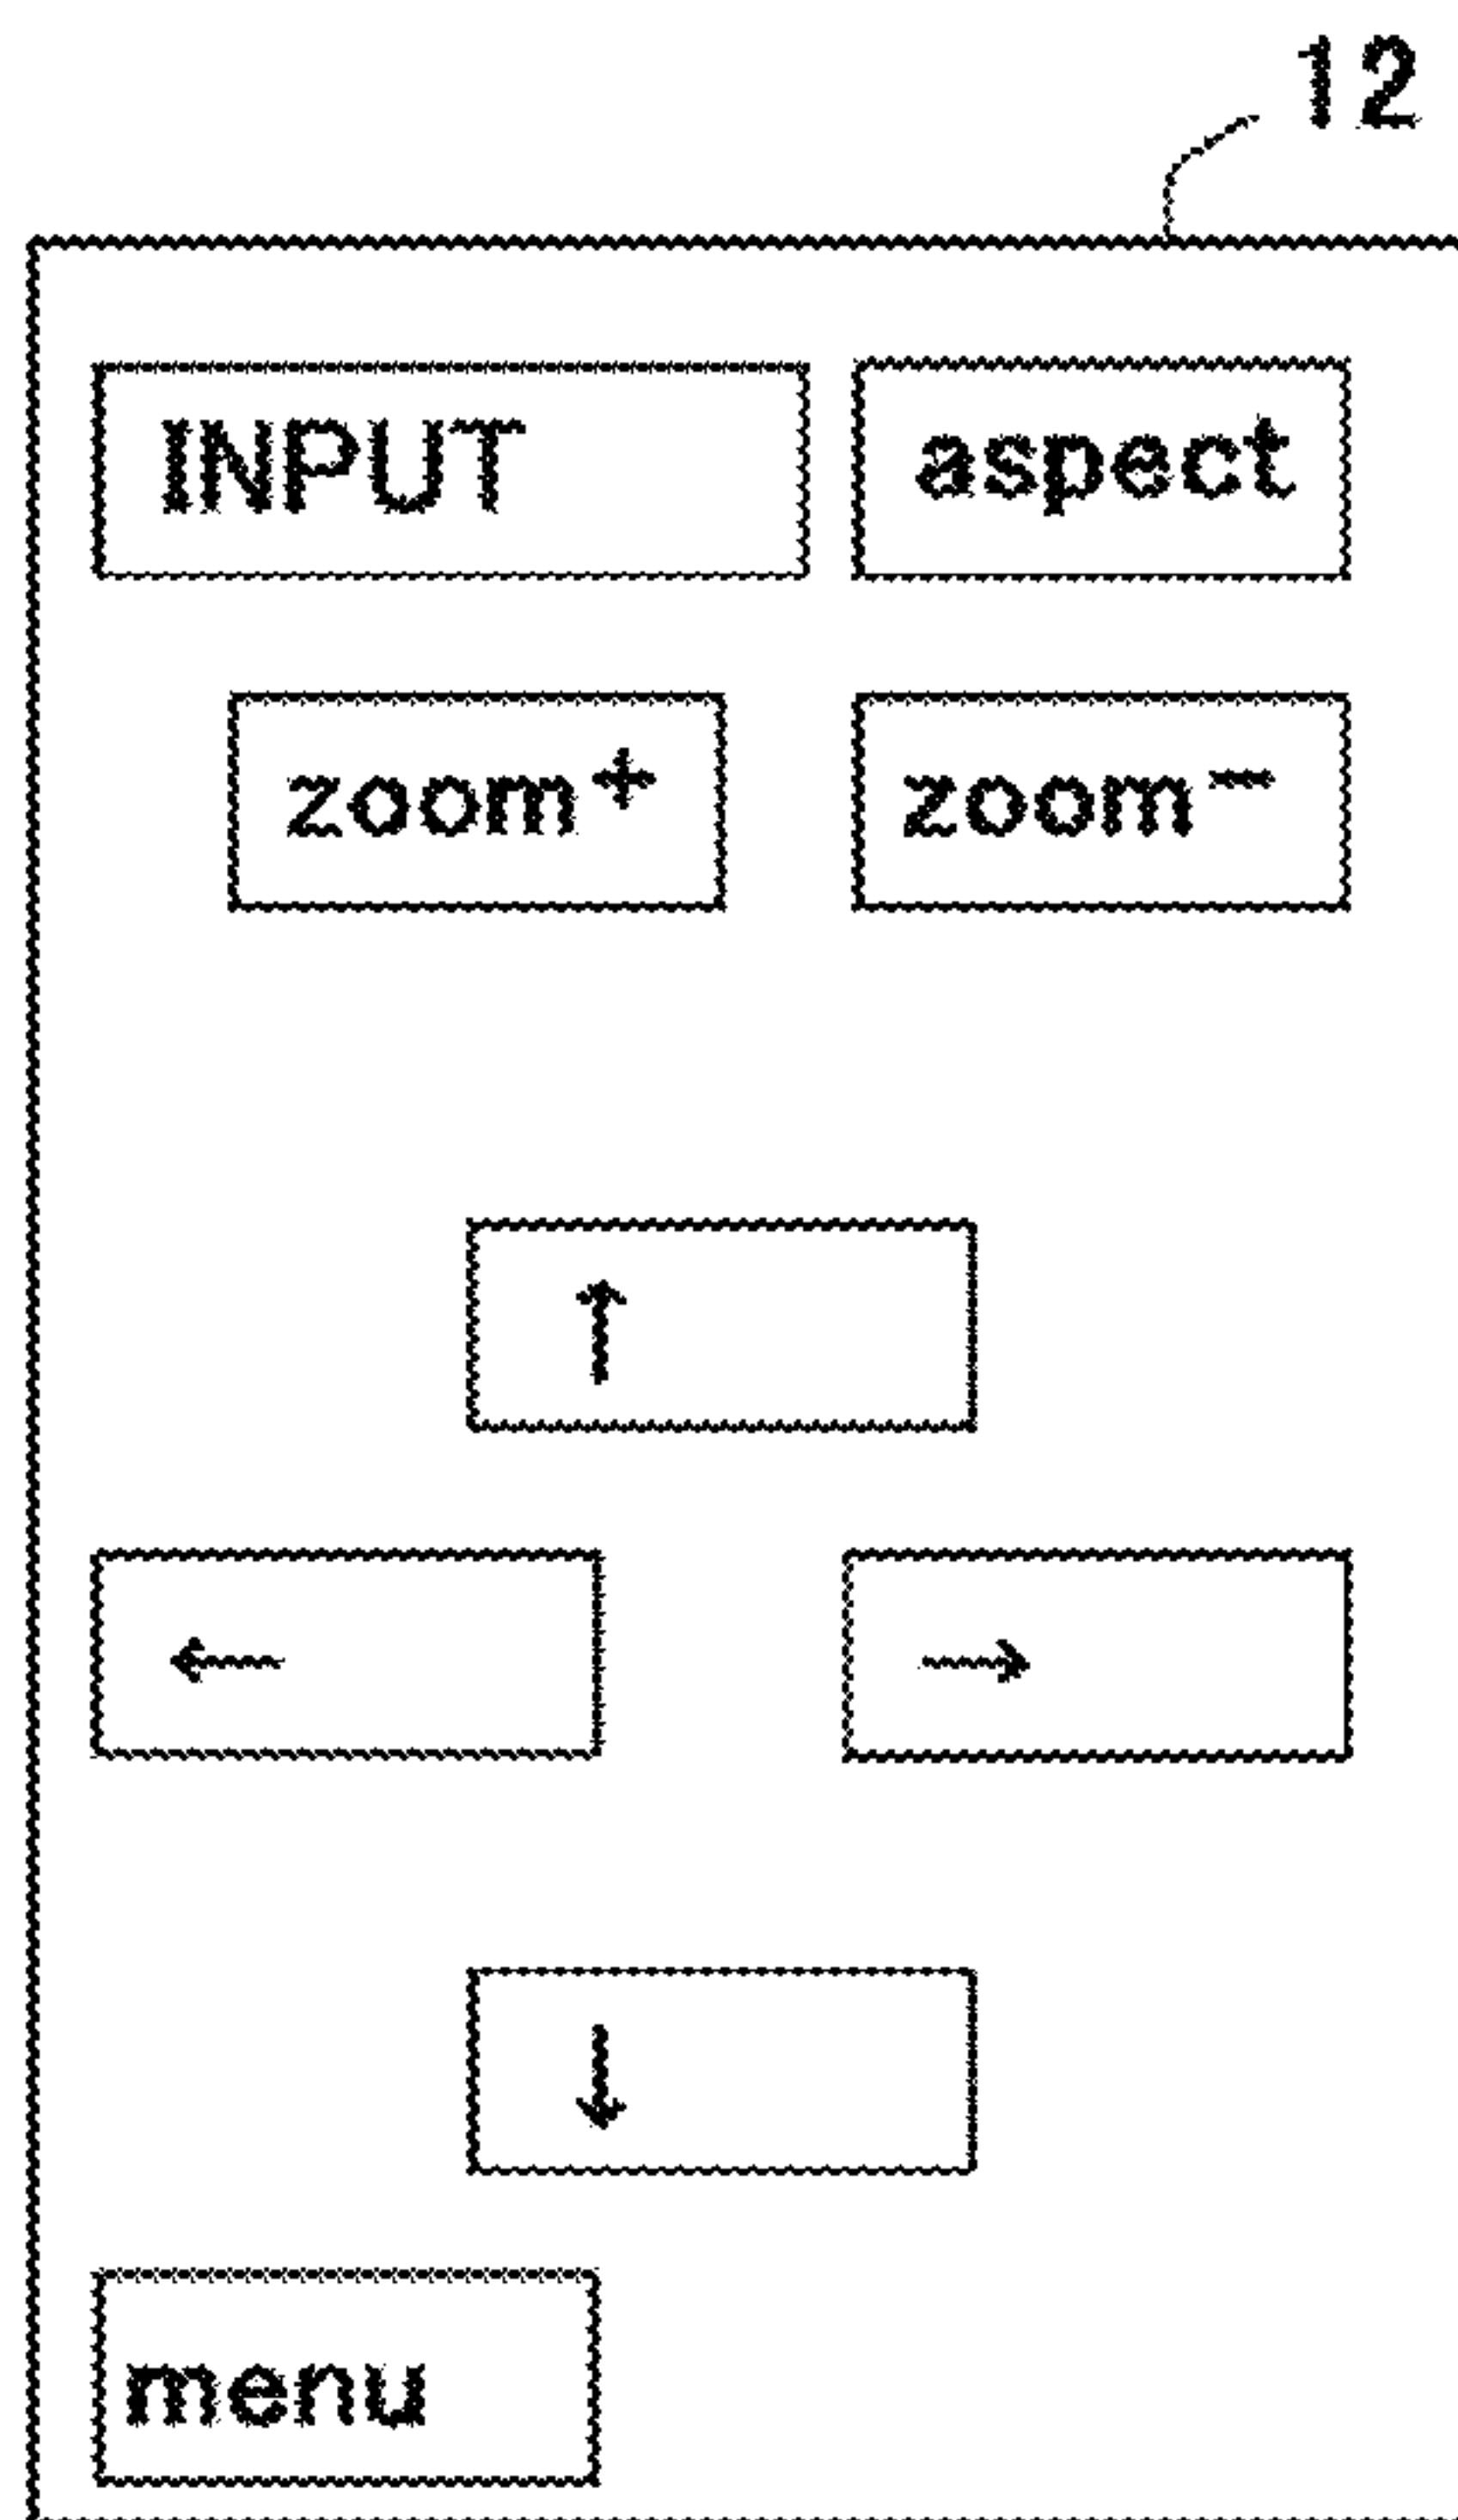 12
INPUT aspect
zoom+ zoom−
↑
← →
↓
menu